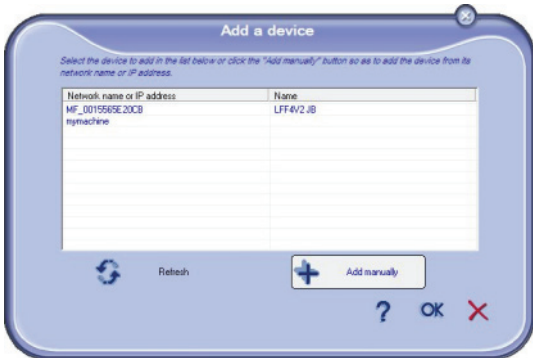 Add a device
Select the device to add in the list below or click the "Add manually" button so as to add the device from its
network name or IP address.
Network name or IP address Name
MF_0015565E20CB LFF4V2 JB
mymachine
Refresh Add manually
? OK